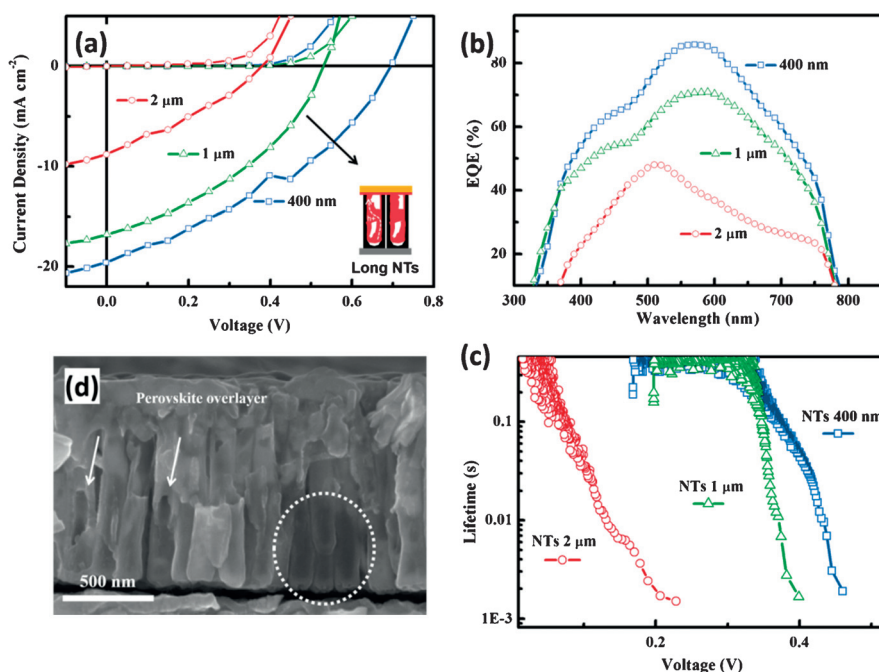 (a)
Current Density (mA cm⁻²)
0
-10
-20
0.0
0.2
0.4
0.6
0.8
Voltage (V)
2 μm
1 μm
400 nm
Long NTs
(b)
EQE (%)
80
60
40
20
300
400
500
600
700
800
Wavelength (nm)
400 nm
1 μm
2 μm
(d)
Perovskite overlayer
500 nm
(c)
Lifetime (s)
0.1
0.01
1E-3
0.2
0.4
Voltage (V)
NTs 400 nm
NTs 1 μm
NTs 2 μm